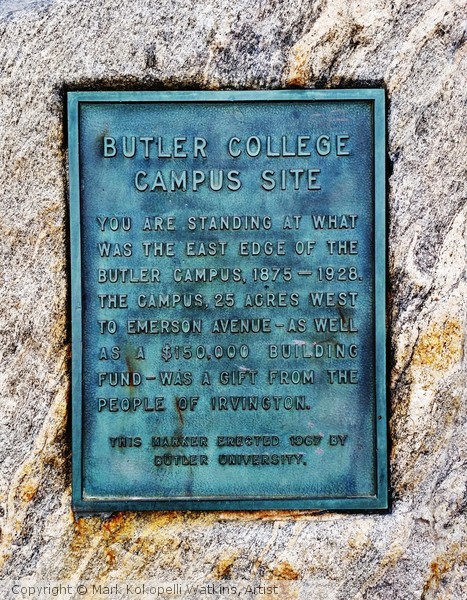 BUTLER COLLEGE
CAMPUS SITE
YOU ARE STANDING AT WHAT
WAS THE EAST EDGE OF THE
BUTLER CAMPUS, 1875-1928.
THE CAMPUS, 25 ACRES WEST
TO EMERSON AVENUE-AS WELL
AS A $150,000 BUILDING
FUND-WAS A GIFT FROM THE
PEOPLE OF IRVINGTON.
THIS MARKER ERECTED 1967 BY
BUTLER UNIVERSITY.
Copyright © Mark Kokopelli Watkins, Artist